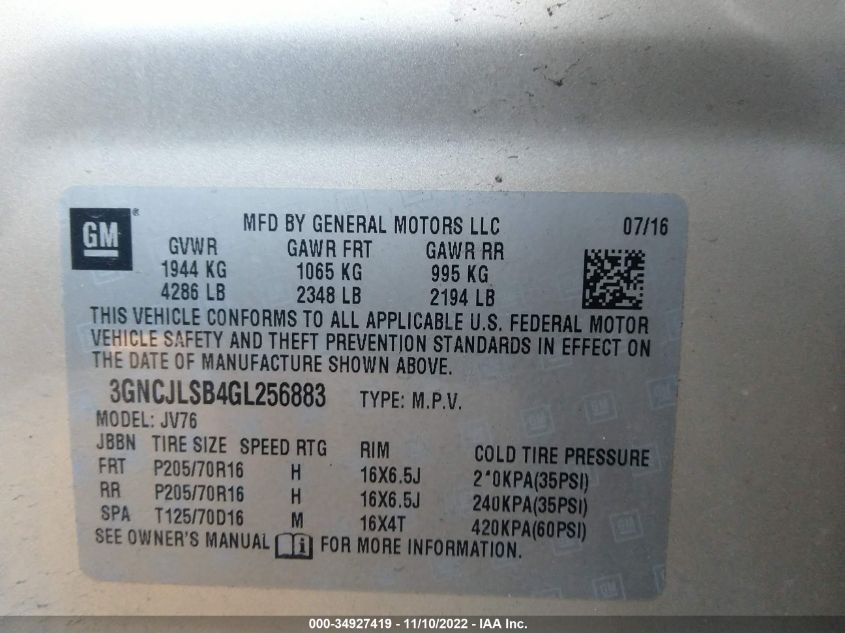 GM ®
MFD BY GENERAL MOTORS LLC 07/16
GVWR GAWR FRT GAWR RR
1944 KG 1065 KG 995 KG
4286 LB 2348 LB 2194 LB
THIS VEHICLE CONFORMS TO ALL APPLICABLE U.S. FEDERAL MOTOR
VEHICLE SAFETY AND THEFT PREVENTION STANDARDS IN EFFECT ON
THE DATE OF MANUFACTURE SHOWN ABOVE.
3GNCJLSB4GL256883 TYPE: M.P.V.
MODEL: JV76
JBBN TIRE SIZE SPEED RTG RIM COLD TIRE PRESSURE
FRT P205/70R16 H 16X6.5J (35PSI)
RR P205/70R16 H 16X6.5J 240KPA(35PSI)
SPA T125/70D16 M 16X4T 420KPA(60PSI)
SEE OWNER'S MANUAL FOR MORE INFORMATION.
000-34927419 - 11/10/2022 - IAA Inc.